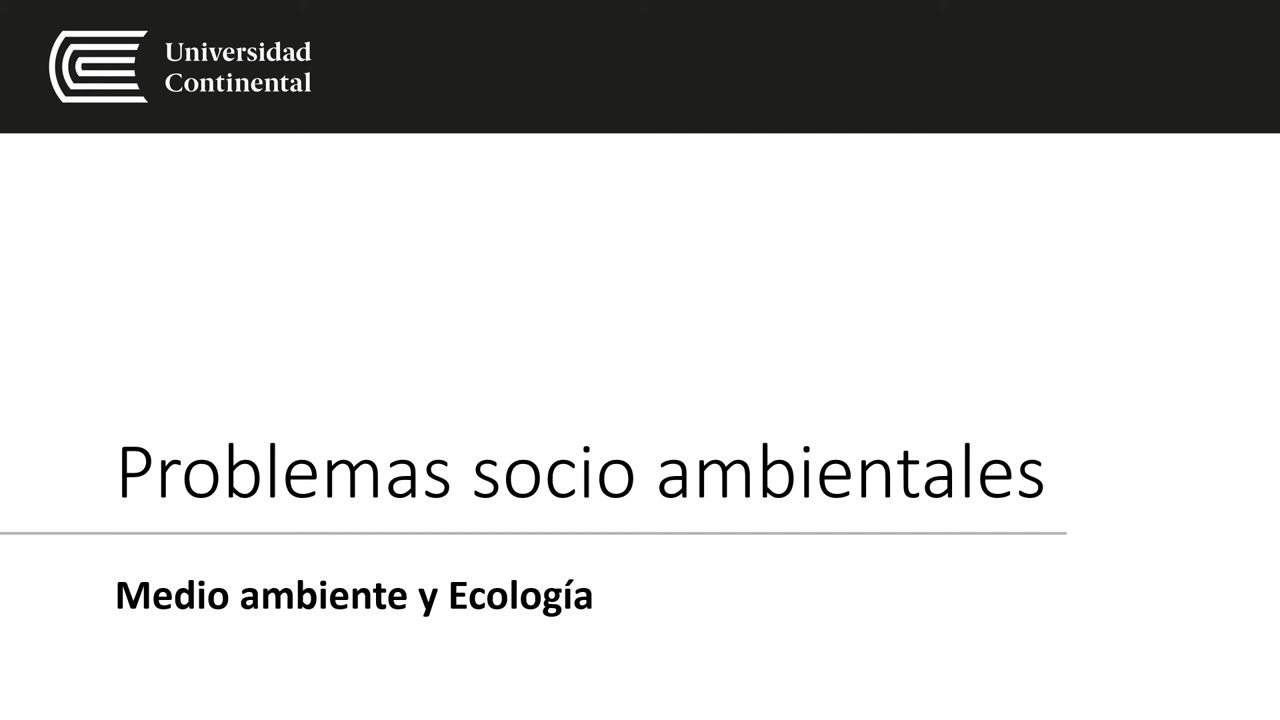 Universidad
Continental
Problemas socio ambientales
Medio ambiente y Ecología